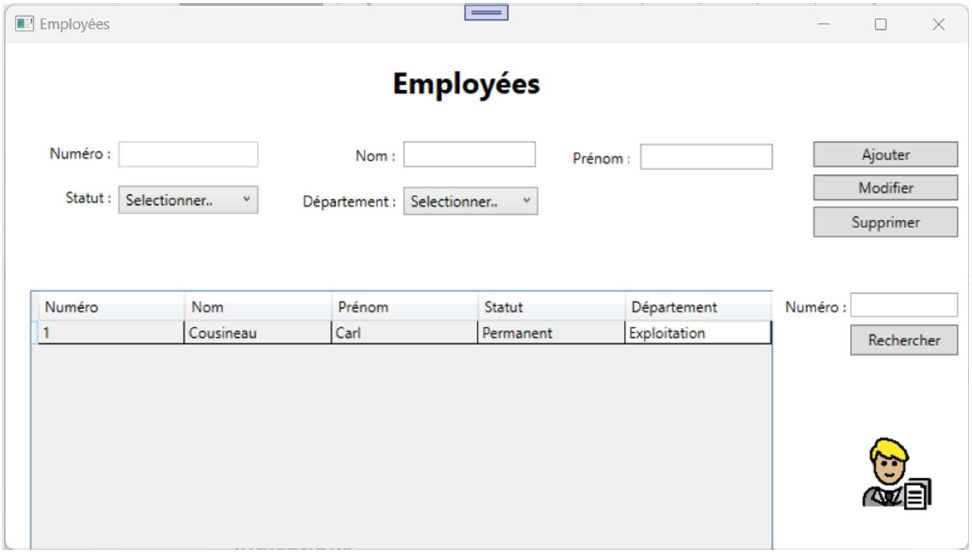 Employées
Employées
Numéro :
Nom :
Prénom :
Ajouter
Modifier
Statut : Selectionner..
Département : Selectionner..
Supprimer
Numéro Nom Prénom Statut Département
Numéro :
1 Cousineau Carl Permanent Exploitation
Rechercher